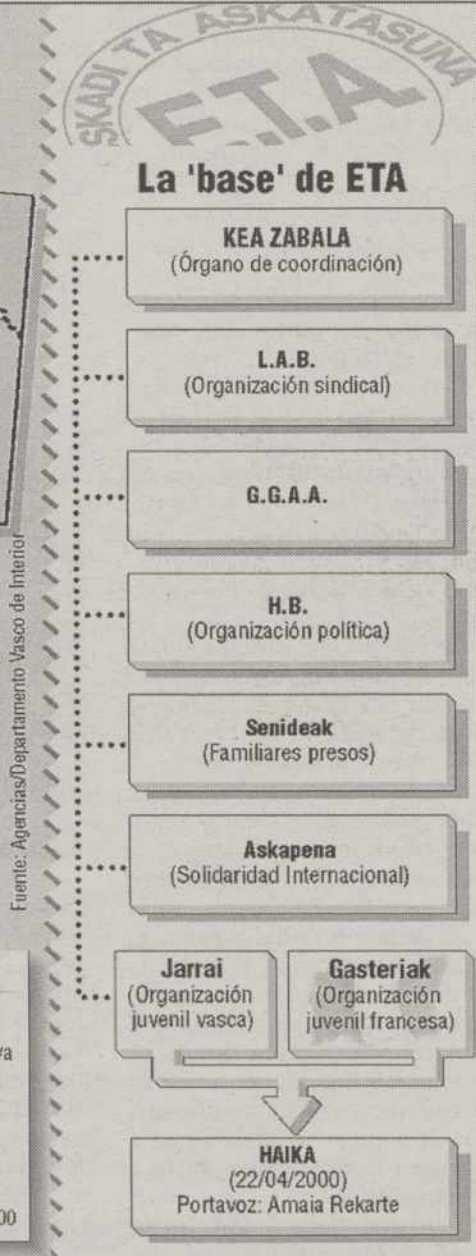 SKADI TA ASKATASUNA
E.T.A.
La 'base' de ETA
KEA ZABALA
(Órgano de coordinación)
L.A.B.
(Organización sindical)
G.G.A.A.
H.B.
(Organización política)
Senideak
(Familiares presos)
Askapena
(Solidaridad Internacional)
Jarrai
(Organización
juvenil vasca)
Gasteriak
(Organización
juvenil francesa)
HAIKA
(22/04/2000)
Portavoz: Amaia Rekarte
Fuente: Agencias/Departamento Vasco de Interior
00